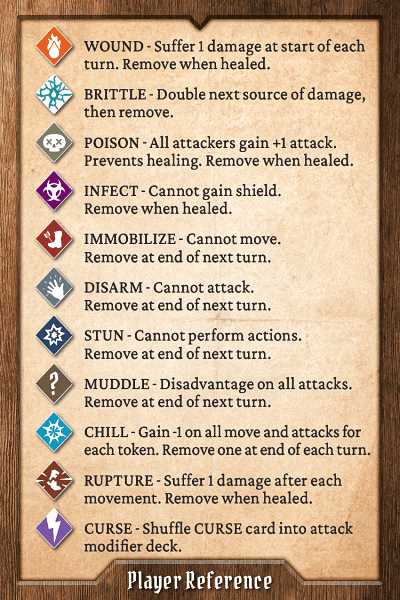 WOUND - Suffer 1 damage at start of each
turn. Remove when healed.
BRITTLE - Double next source of damage,
then remove.
POISON - All attackers gain +1 attack.
Prevents healing. Remove when healed.
INFECT - Cannot gain shield.
Remove when healed.
IMMOBILIZE - Cannot move.
Remove at end of next turn.
DISARM - Cannot attack.
Remove at end of next turn.
STUN - Cannot perform actions.
Remove at end of next turn.
?
MUDDLE - Disadvantage on all attacks.
Remove at end of next turn.
CHILL - Gain -1 on all move and attacks for
each token. Remove one at end of each turn.
RUPTURE - Suffer 1 damage after each
movement. Remove when healed.
CURSE - Shuffle CURSE card into attack
modifier deck.
Player Reference